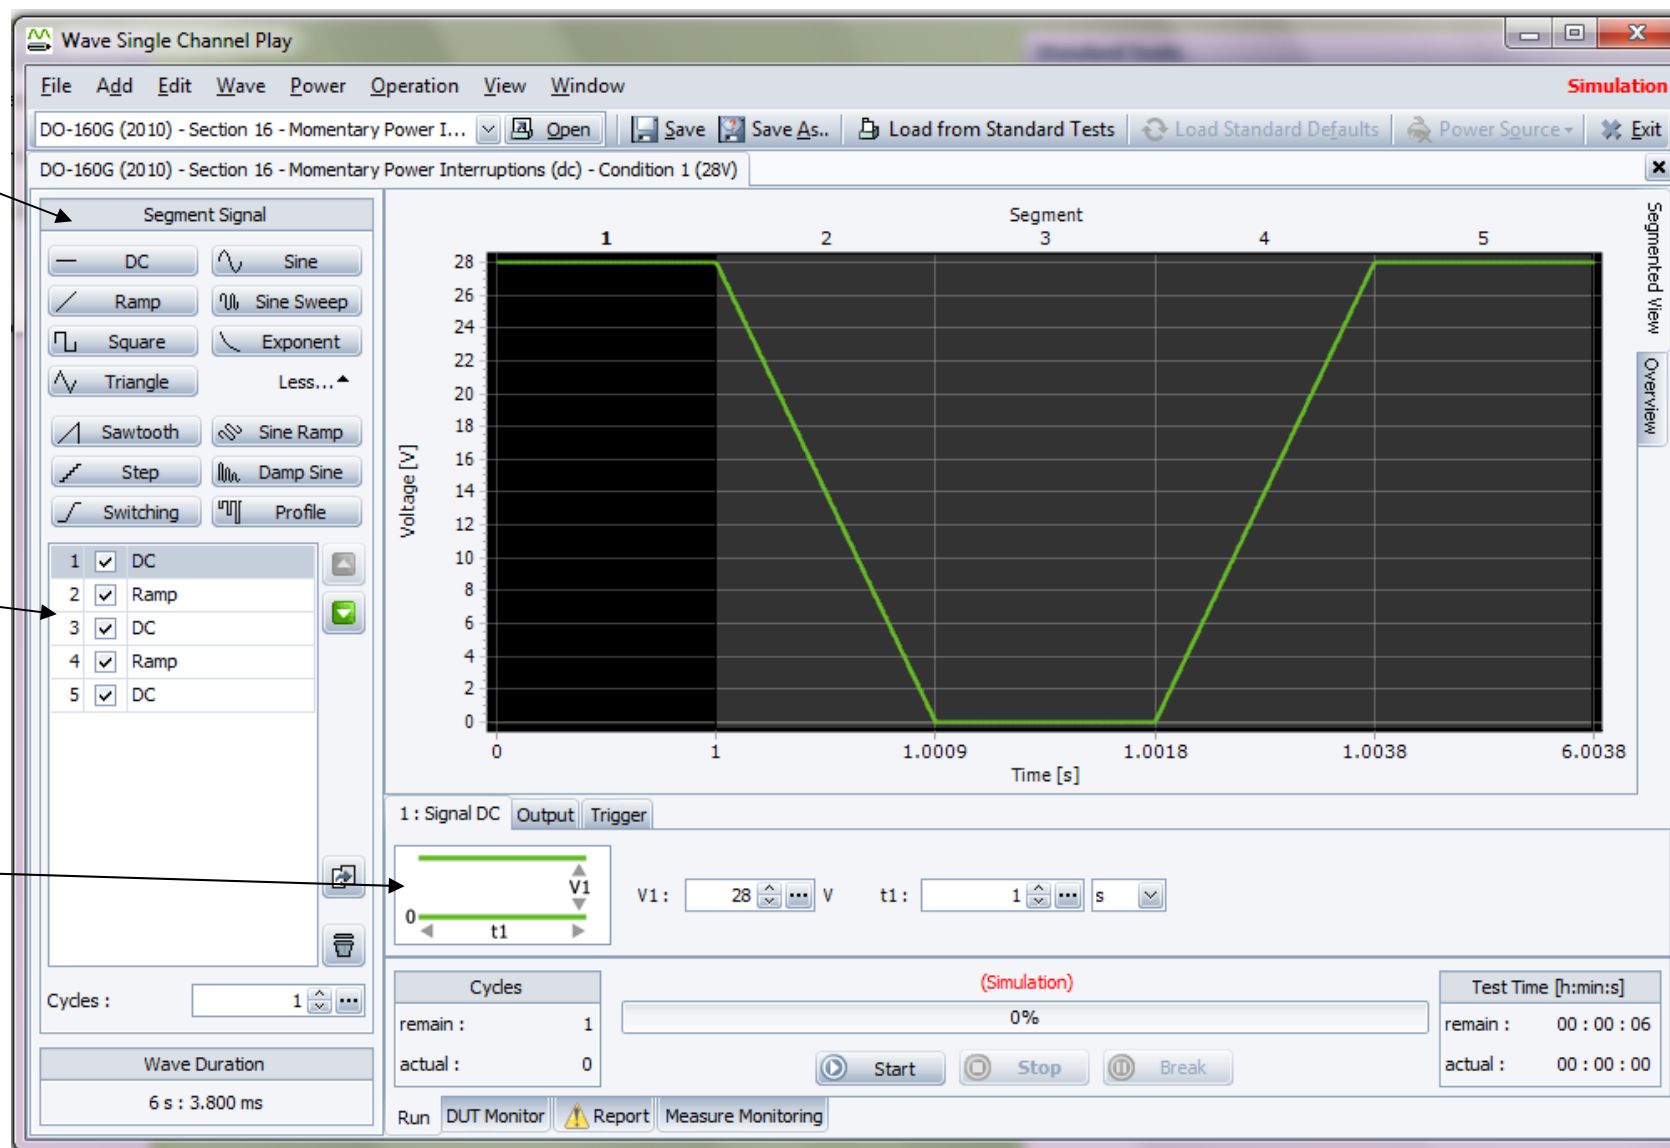 Wave Single Channel Play
File Add Edit Wave Power Operation View Window Simulation
DO-160G (2010) - Section 16 - Momentary Power I... Open Save Save As.. Load from Standard Tests Load Standard Defaults Power Source Exit
DO-160G (2010) - Section 16 - Momentary Power Interruptions (dc) - Condition 1 (28V)
Segment Signal
DC Sine
Ramp Sine Sweep
Square Exponent
Triangle Less...
Sawtooth Sine Ramp
Step Damp Sine
Switching Profile
1 DC
2 Ramp
3 DC
4 Ramp
5 DC
Cycles : 1
Wave Duration
6 s : 3.800 ms
Segment
1 2 3 4 5
Voltage [V]
28
26
24
22
20
18
16
14
12
10
8
6
4
2
0
0 1 1.0009 1.0018 1.0038 6.0038
Time [s]
Segmented View
Overview
1 : Signal DC Output Trigger
V1
0
t1
V1 : 28 V t1 : 1 s
Cycles
remain : 1
actual : 0
(Simulation)
0%
Start Stop Break
Test Time [h:min:s]
remain : 00 : 00 : 06
actual : 00 : 00 : 00
Run DUT Monitor Report Measure Monitoring